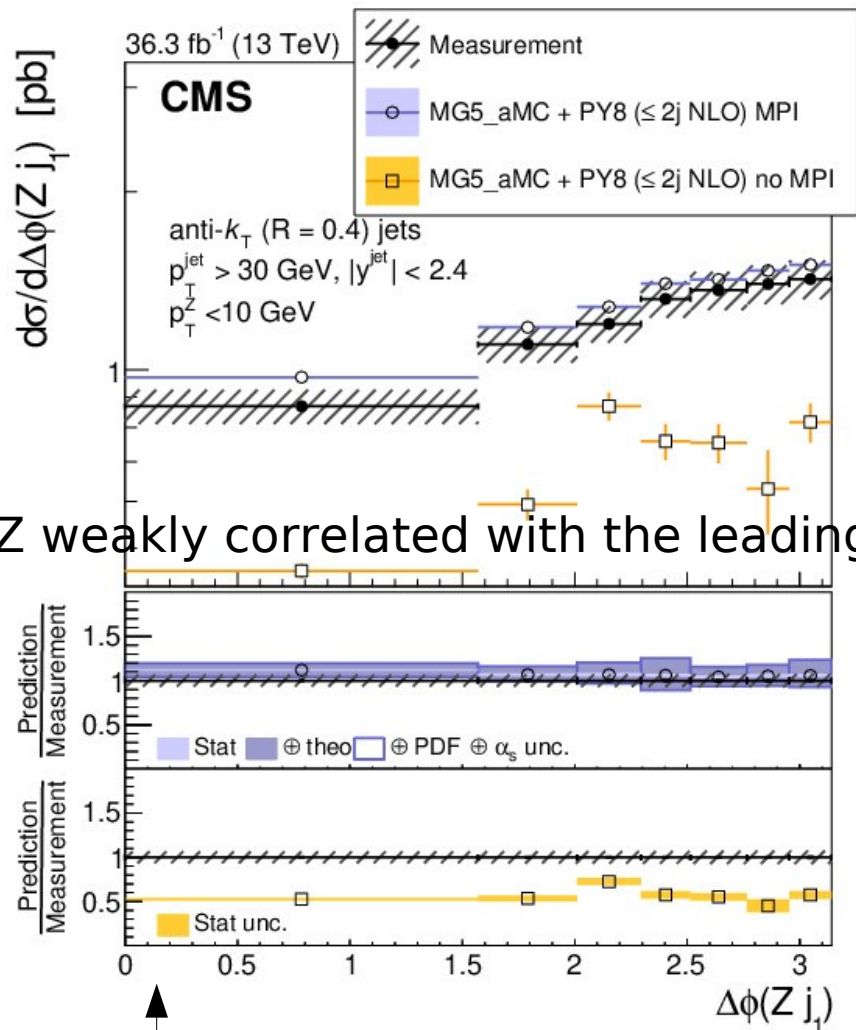 36.3 fb⁻¹ (13 TeV)
Measurement
MG5_aMC + PY8 (≤ 2j NLO) MPI
MG5_aMC + PY8 (≤ 2j NLO) no MPI
CMS
dσ/dΔϕ(Z j₁) [pb]
anti-k_T (R = 0.4) jets
p_T^jet > 30 GeV, |y^jet| < 2.4
p_T^Z <10 GeV
1
Z weakly correlated with the leading
Prediction
Measurement
1.5
1
0.5
Stat ⊕ theo ⊕ PDF ⊕ α_s unc.
Prediction
Measurement
1.5
1
0.5
Stat unc.
0 0.5 1 1.5 2 2.5 3
Δϕ(Z j₁)